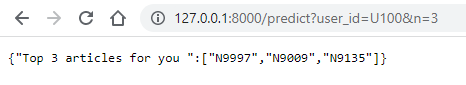 127.0.0.1:8000/predict?user_id=U100&n=3
{"Top 3 articles for you ":["N9997","N9009","N9135"]}